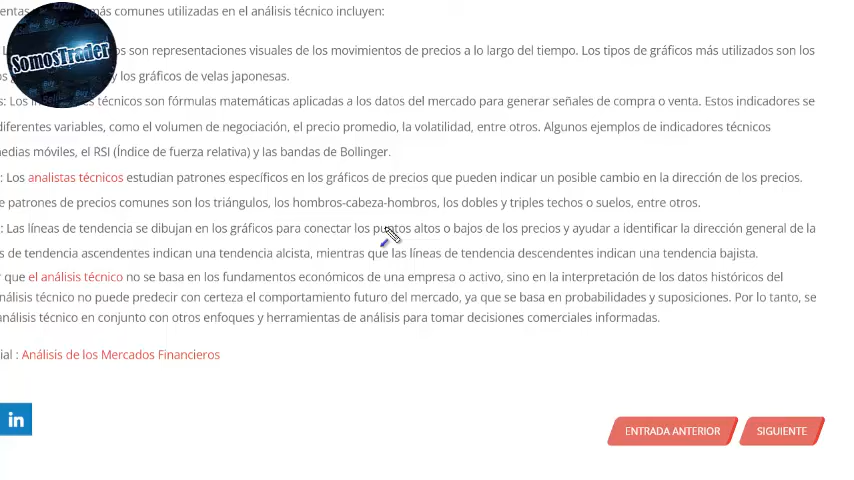 más comunes utilizadas en el análisis técnico incluyen:
SomosTrader
son representaciones visuales de los movimientos de precios a lo largo del tiempo. Los tipos de gráficos más utilizados son los
y los gráficos de velas japonesas.
técnicos son fórmulas matemáticas aplicadas a los datos del mercado para generar señales de compra o venta. Estos indicadores se
diferentes variables, como el volumen de negociación, el precio promedio, la volatilidad, entre otros. Algunos ejemplos de indicadores técnicos
medias móviles, el RSI (Índice de fuerza relativa) y las bandas de Bollinger.
: Los analistas técnicos estudian patrones específicos en los gráficos de precios que pueden indicar un posible cambio en la dirección de los precios.
e patrones de precios comunes son los triángulos, los hombros-cabeza-hombros, los dobles y triples techos o suelos, entre otros.
: Las líneas de tendencia se dibujan en los gráficos para conectar los puntos altos o bajos de los precios y ayudar a identificar la dirección general de la
s de tendencia ascendentes indican una tendencia alcista, mientras que las líneas de tendencia descendentes indican una tendencia bajista.
r que el análisis técnico no se basa en los fundamentos económicos de una empresa o activo, sino en la interpretación de los datos históricos del
análisis técnico no puede predecir con certeza el comportamiento futuro del mercado, ya que se basa en probabilidades y suposiciones. Por lo tanto, se
análisis técnico en conjunto con otros enfoques y herramientas de análisis para tomar decisiones comerciales informadas.
ial : Análisis de los Mercados Financieros
in
ENTRADA ANTERIOR
SIGUIENTE